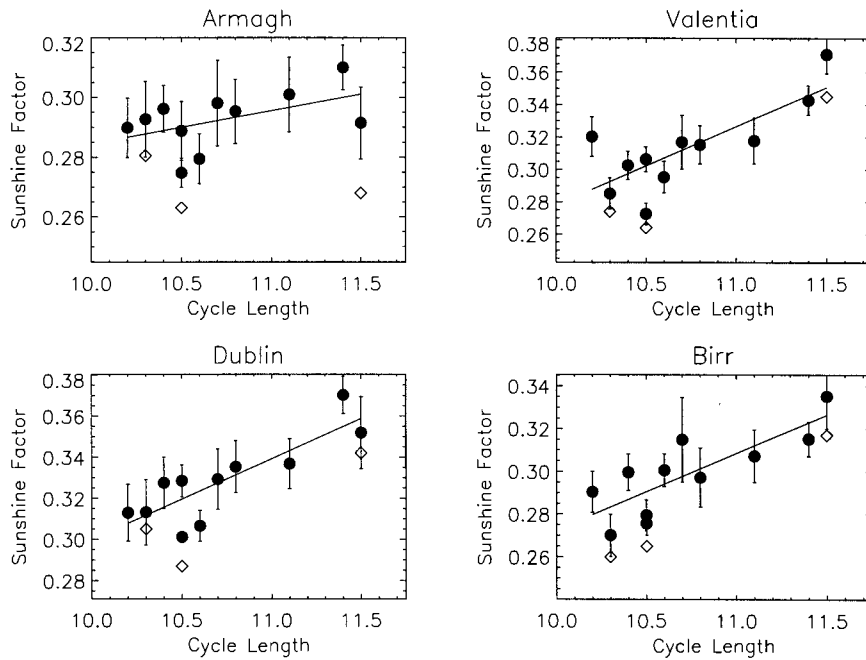 Armagh
Sunshine Factor
0.32
0.30
0.28
0.26
10.0 10.5 11.0 11.5
Cycle Length
Valentia
Sunshine Factor
0.38
0.36
0.34
0.32
0.30
0.28
0.26
10.0 10.5 11.0 11.5
Cycle Length
Dublin
Sunshine Factor
0.38
0.36
0.34
0.32
0.30
0.28
10.0 10.5 11.0 11.5
Cycle Length
Birr
Sunshine Factor
0.34
0.32
0.30
0.28
0.26
10.0 10.5 11.0 11.5
Cycle Length